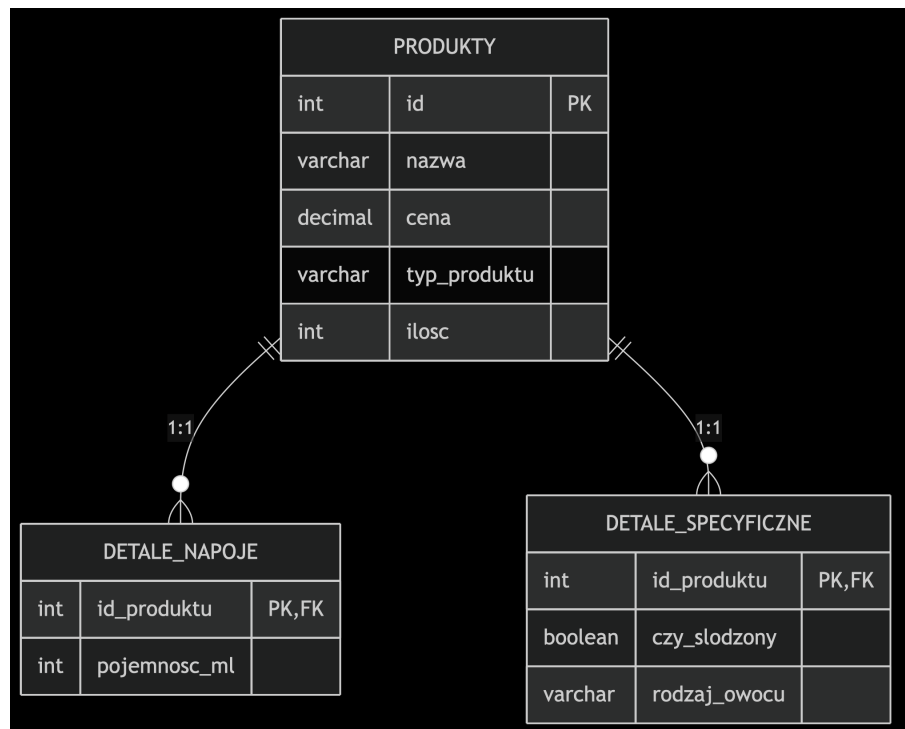 PRODUKTY
int id PK
varchar nazwa
decimal cena
varchar typ_produktu
int ilosc
1:1
1:1
DETALE_NAPOJE
int id_produktu PK,FK
int pojemnosc_ml
DETALE_SPECYFICZNE
int id_produktu PK,FK
boolean czy_slodzony
varchar rodzaj_owocu